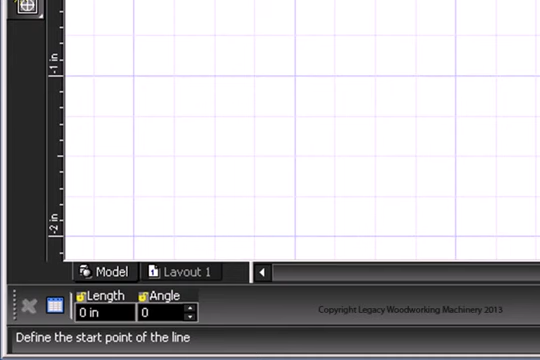 -1 in
-2 in
Model
Layout 1
Length
Angle
0 in
0
Copyright Legacy Woodworking Machinery 2013
Define the start point of the line